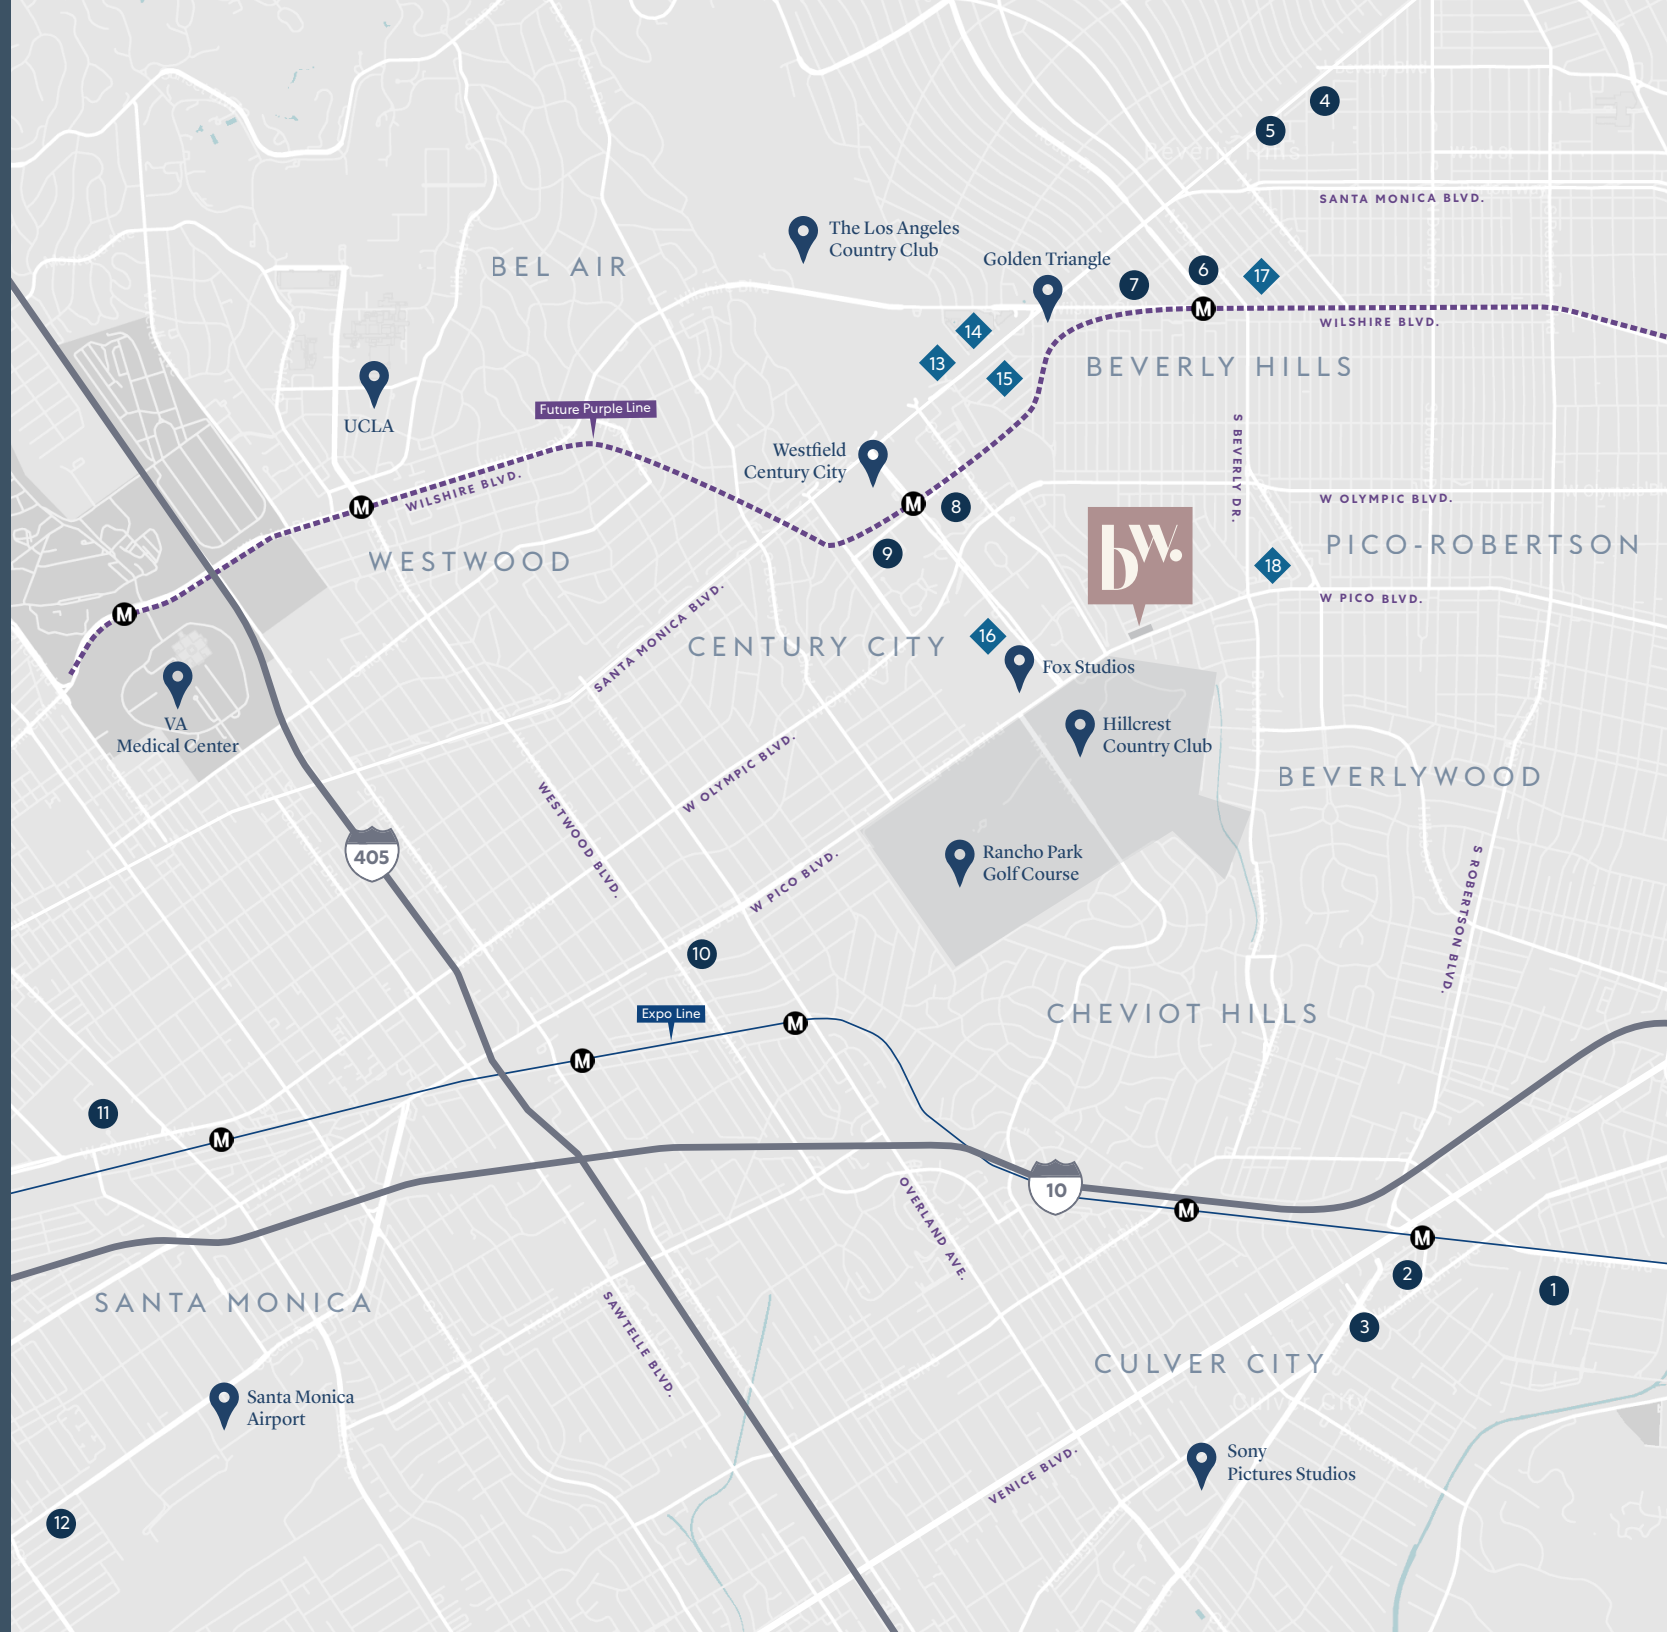 4
5
Beverly Hills
SANTA MONICA BLVD.
The Los Angeles
Country Club
Golden Triangle
BEL AIR
7
6
17
M
WILSHIRE BLVD.
14
13
15
BEVERLY HILLS
UCLA
Future Purple Line
S BEVERLY DR.
Westfield
Century City
WILSHIRE BLVD.
M
M
8
W OLYMPIC BLVD.
bw.
PICO-ROBERTSON
9
WESTWOOD
18
W PICO BLVD.
M
SANTA MONICA BLVD.
CENTURY CITY
16
Fox Studios
VA
Medical Center
Hillcrest
Country Club
W OLYMPIC BLVD.
BEVERLYWOOD
WESTWOOD BLVD.
405
W PICO BLVD.
Rancho Park
Golf Course
S ROBERTSON BLVD.
10
Expo Line
CHEVIOT HILLS
M
M
11
M
OVERLAND AVE.
10
M
M
2
1
3
SANTA MONICA
SAWTELLE BLVD.
CULVER CITY
Culver City
Santa Monica
Airport
VENICE BLVD.
Sony
Pictures Studios
12